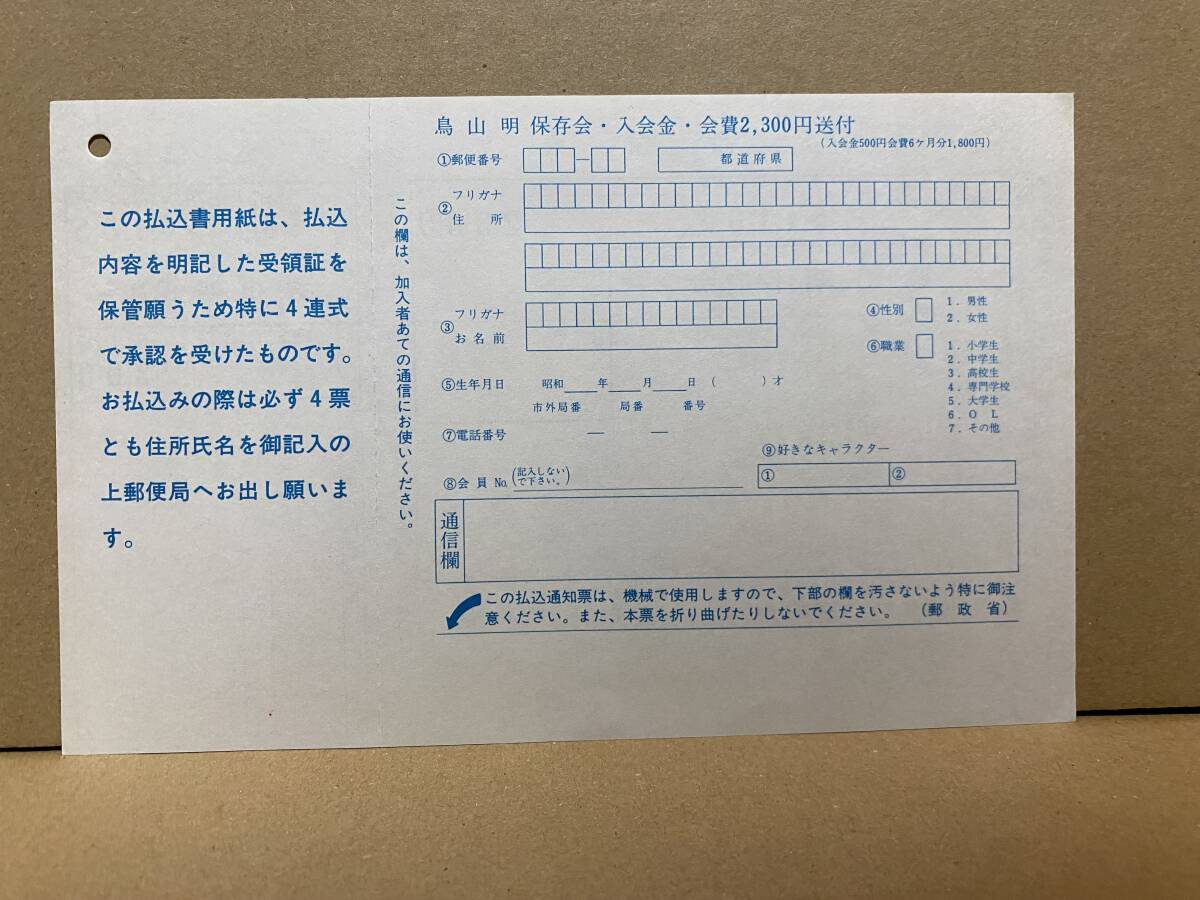 この払込書用紙は、払込
内容を明記した受領証を
保管願うため特に4連式
で承認を受けたものです。
お払込みの際は必ず4票
とも住所氏名を御記入の
上郵便局へお出し願いま
す。
この欄は、加入者あての通信にお使いください。
鳥山明 保存会・入会金・会費2,300円送付
(入会金500円会費6ヶ月分1,800円)
①郵便番号 都道府県
②フリガナ
住所
③フリガナ
お名前
④性別
1. 男性
2. 女性
⑤生年月日 昭和 年 月 日 ( )才
⑥職業
1. 小学生
2. 中学生
3. 高校生
4. 専門学校
5. 大学生
6. OL
7. その他
市外局番 局番 番号
⑦電話番号 — —
⑧会員No.(記入しないで下さい。)
⑨好きなキャラクター
① ②
通信欄
この払込通知票は、機械で使用しますので、下部の欄を汚さないよう特に御注
意ください。また、本票を折り曲げたりしないでください。 (郵政省)